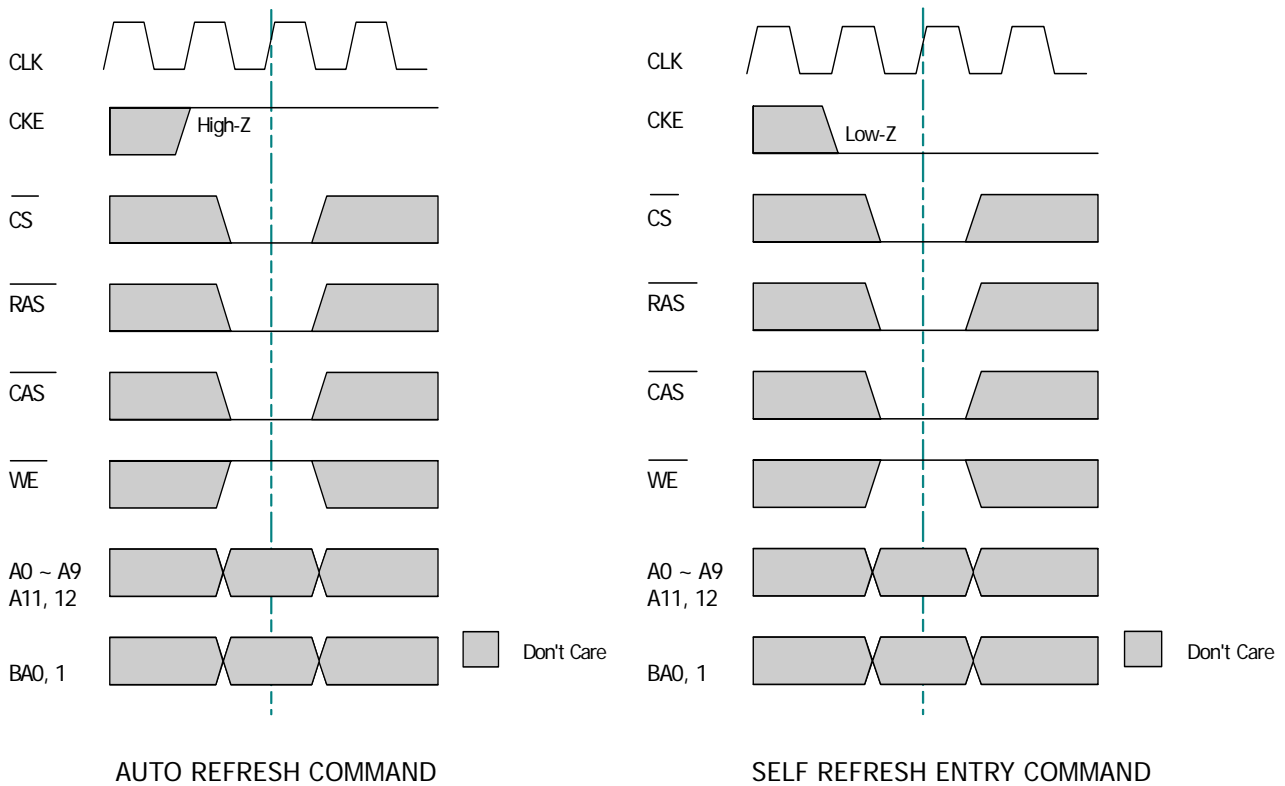 CLK
CKE
High-Z
CS
RAS
CAS
WE
A0 ~ A9
A11, 12
BA0, 1
Don't Care
AUTO REFRESH COMMAND
CLK
CKE
Low-Z
CS
RAS
CAS
WE
A0 ~ A9
A11, 12
BA0, 1
Don't Care
SELF REFRESH ENTRY COMMAND